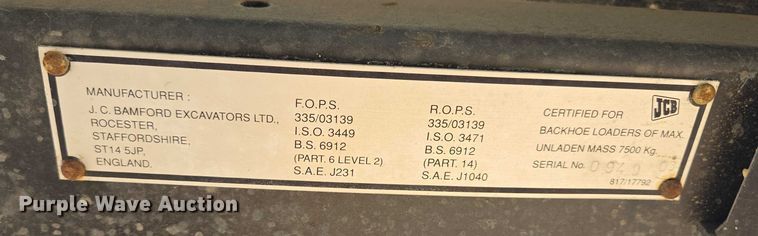 MANUFACTURER :
J. C. BAMFORD EXCAVATORS LTD.,
ROCESTER,
STAFFORDSHIRE,
ST14 5JP,
ENGLAND.
F.O.P.S.
335/03139
I.S.O. 3449
B.S. 6912
(PART. 6 LEVEL 2)
S.A.E. J231
R.O.P.S.
335/03139
I.S.O. 3471
B.S. 6912
(PART. 14)
S.A.E. J1040
JCB
CERTIFIED FOR
BACKHOE LOADERS OF MAX.
UNLADEN MASS 7500 Kg.
SERIAL No.
817/17792
Purple Wave Auction